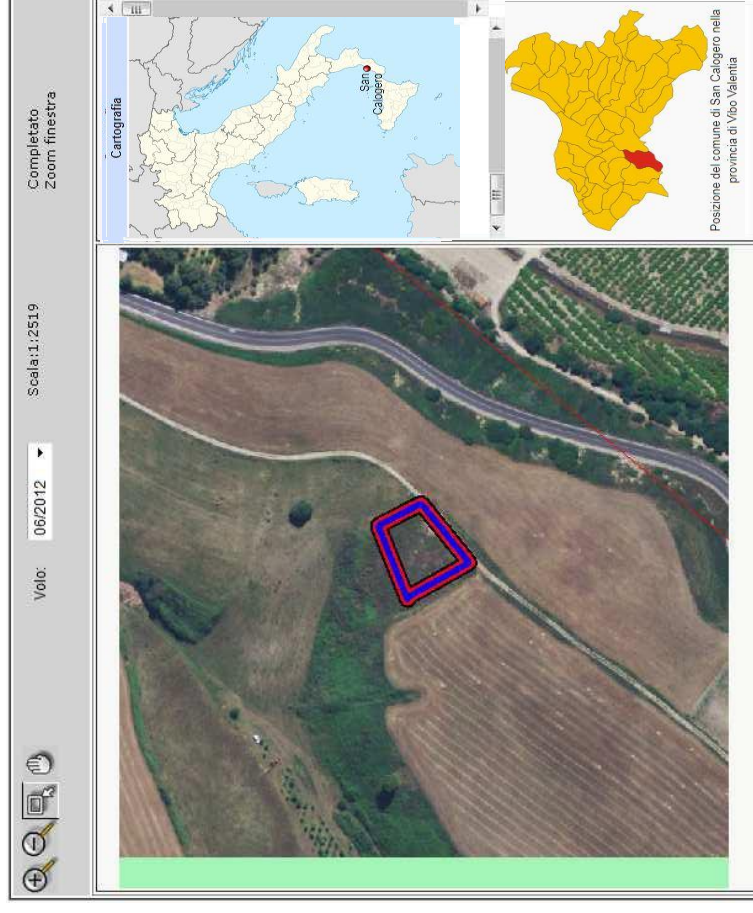 Volo: 06/2012 Scala:1:2519 Completato
Zoom finestra
Cartografia
San
Calogero
Posizione del comune di San Calogero nella
provincia di Vibo Valentia